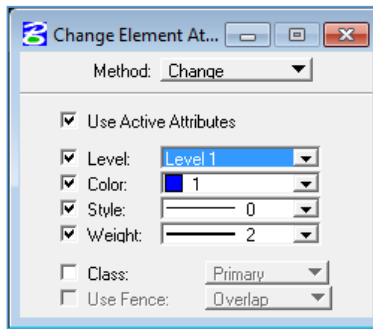 Change Element At...
Method: Change
Use Active Attributes
Level: Level 1
Color: 1
Style: 0
Weight: 2
Class: Primary
Use Fence: Overlap